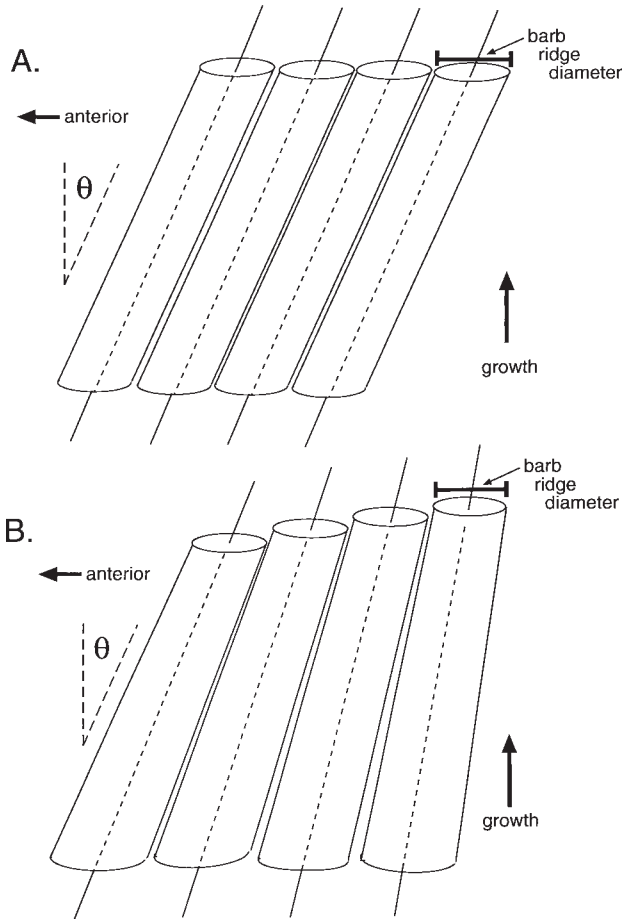 A.
barb
ridge
diameter
anterior
θ
growth
B.
barb
ridge
diameter
anterior
θ
growth